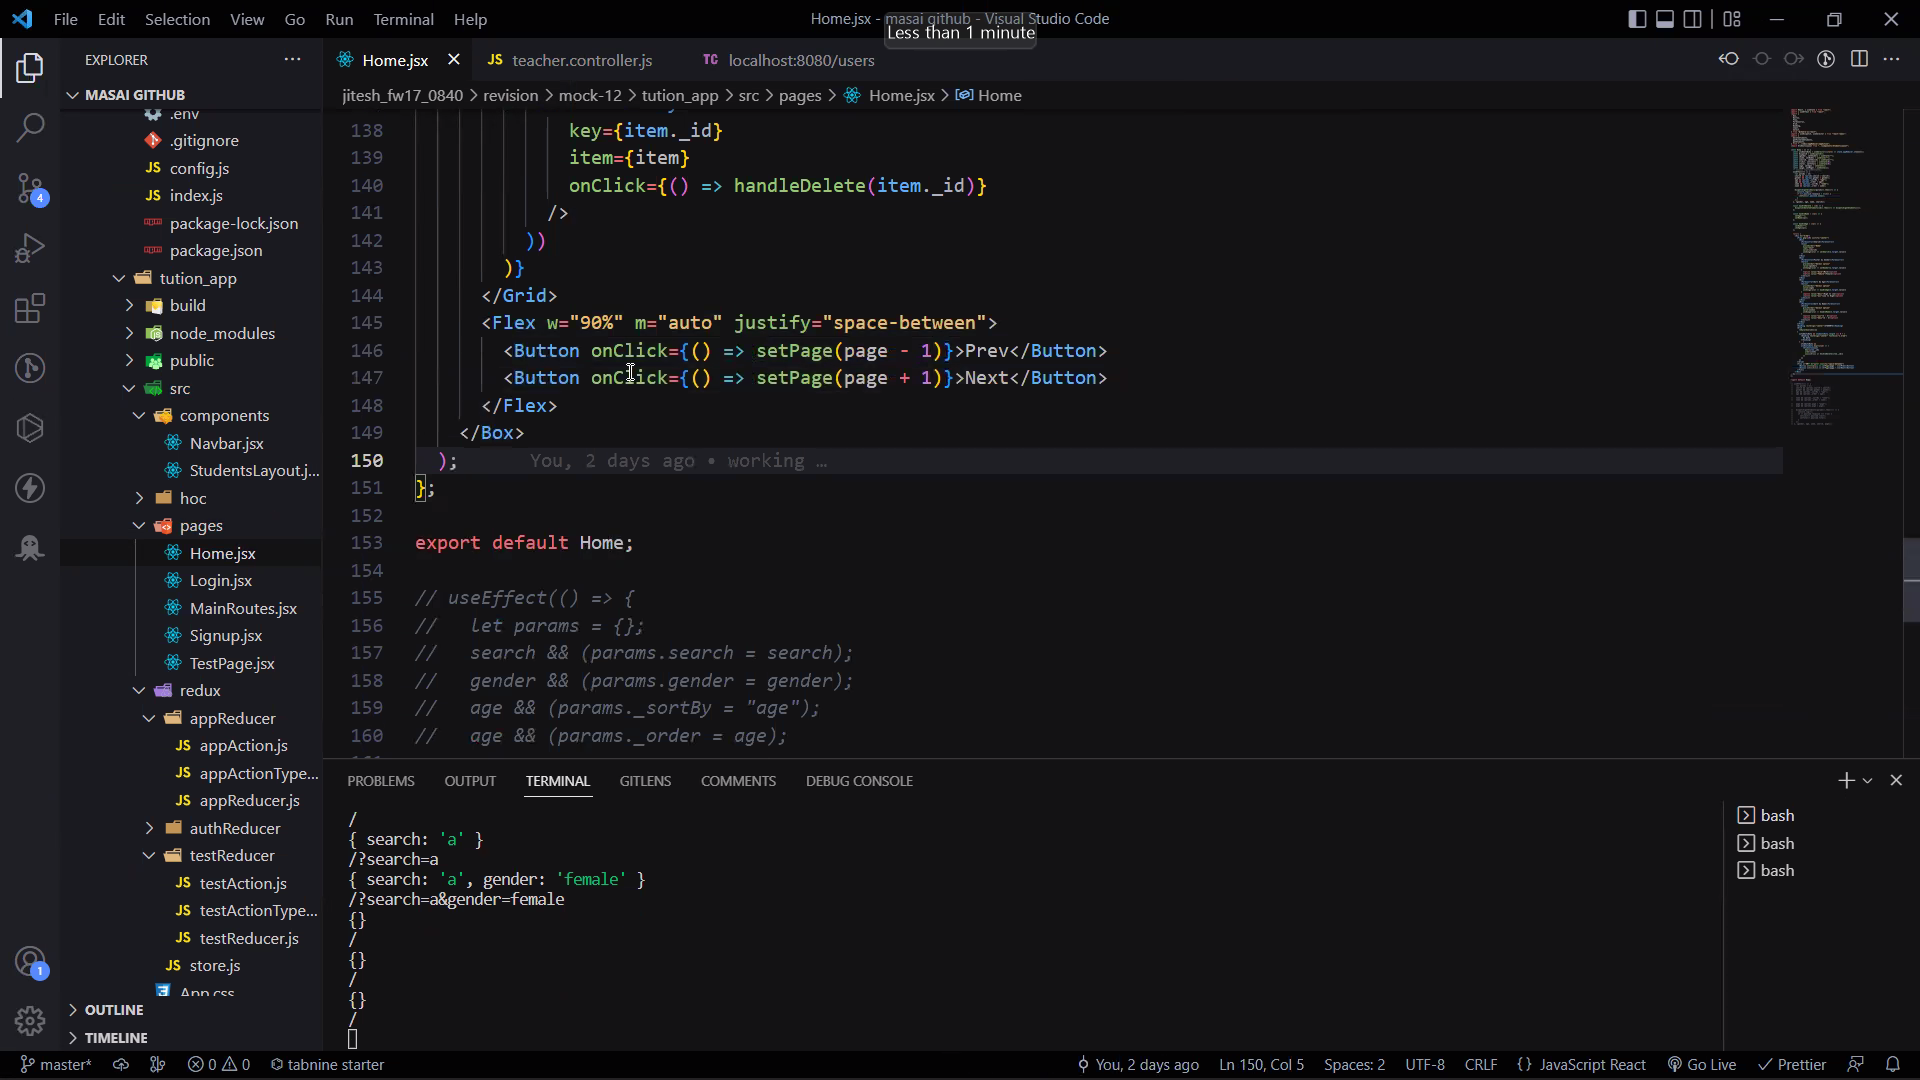 File Edit Selection View Go Run Terminal Help
Home.jsx - masai github - Visual Studio Code
Less than 1 minute
EXPLORER
MASAI GITHUB
.env
.gitignore
JS config.js
JS index.js
package-lock.json
package.json
tution_app
build
node_modules
public
src
components
Navbar.jsx
StudentsLayout.j...
hoc
pages
Home.jsx
Login.jsx
MainRoutes.jsx
Signup.jsx
TestPage.jsx
redux
appReducer
JS appAction.js
JS appActionType...
JS appReducer.js
authReducer
testReducer
JS testAction.js
JS testActionType...
JS testReducer.js
JS store.js
App.css
OUTLINE
TIMELINE
4
1
Home.jsx
JS teacher.controller.js
TC localhost:8080/users
jitesh_fw17_0840 > revision > mock-12 > tution_app > src > pages > Home.jsx > Home
138 key={item._id}
139 item={item}
140 onClick={() => handleDelete(item._id)}
141 />
142 ))
143 )}
144 </Grid>
145 <Flex w="90%" m="auto" justify="space-between">
146 <Button onClick={() => setPage(page - 1)}>Prev</Button>
147 <Button onClick={() => setPage(page + 1)}>Next</Button>
148 </Flex>
149 </Box>
150 ); You, 2 days ago • working …
151 };
152
153 export default Home;
154
155 // useEffect(() => {
156 // let params = {};
157 // search && (params.search = search);
158 // gender && (params.gender = gender);
159 // age && (params._sortBy = "age");
160 // age && (params._order = age);
PROBLEMS OUTPUT TERMINAL GITLENS COMMENTS DEBUG CONSOLE
/
{ search: 'a' }
/?search=a
{ search: 'a', gender: 'female' }
/?search=a&gender=female
{}
/
{}
/
{}
/
bash
bash
bash
master* 0 0 tabnine starter
You, 2 days ago Ln 150, Col 5 Spaces: 2 UTF-8 CRLF {} JavaScript React Go Live Prettier